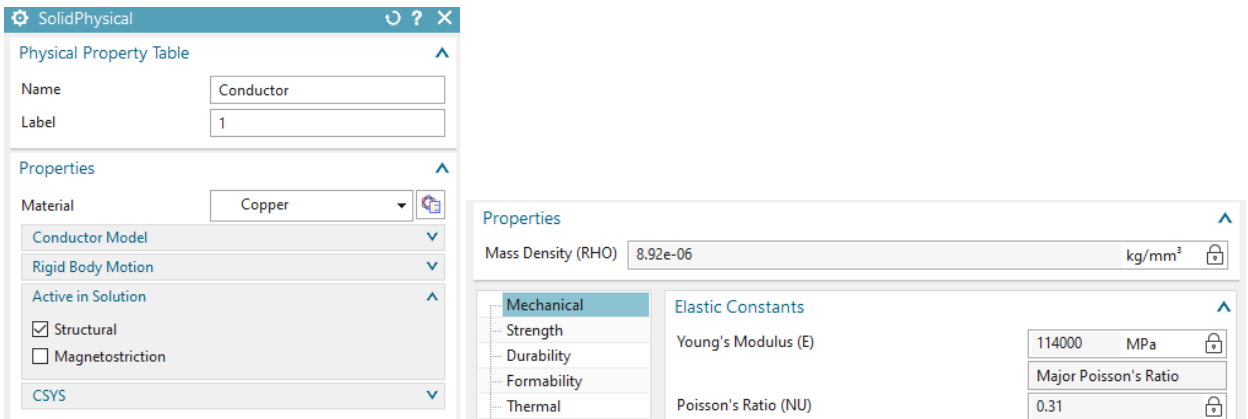 SolidPhysical
Physical Property Table
Name Conductor
Label 1
Properties
Material Copper
Conductor Model
Rigid Body Motion
Active in Solution
Structural
Magnetostriction
CSYS
Properties
Mass Density (RHO) 8.92e-06 kg/mm³
Mechanical
Strength
Durability
Formability
Thermal
Elastic Constants
Young's Modulus (E) 114000 MPa
Major Poisson's Ratio
Poisson's Ratio (NU) 0.31